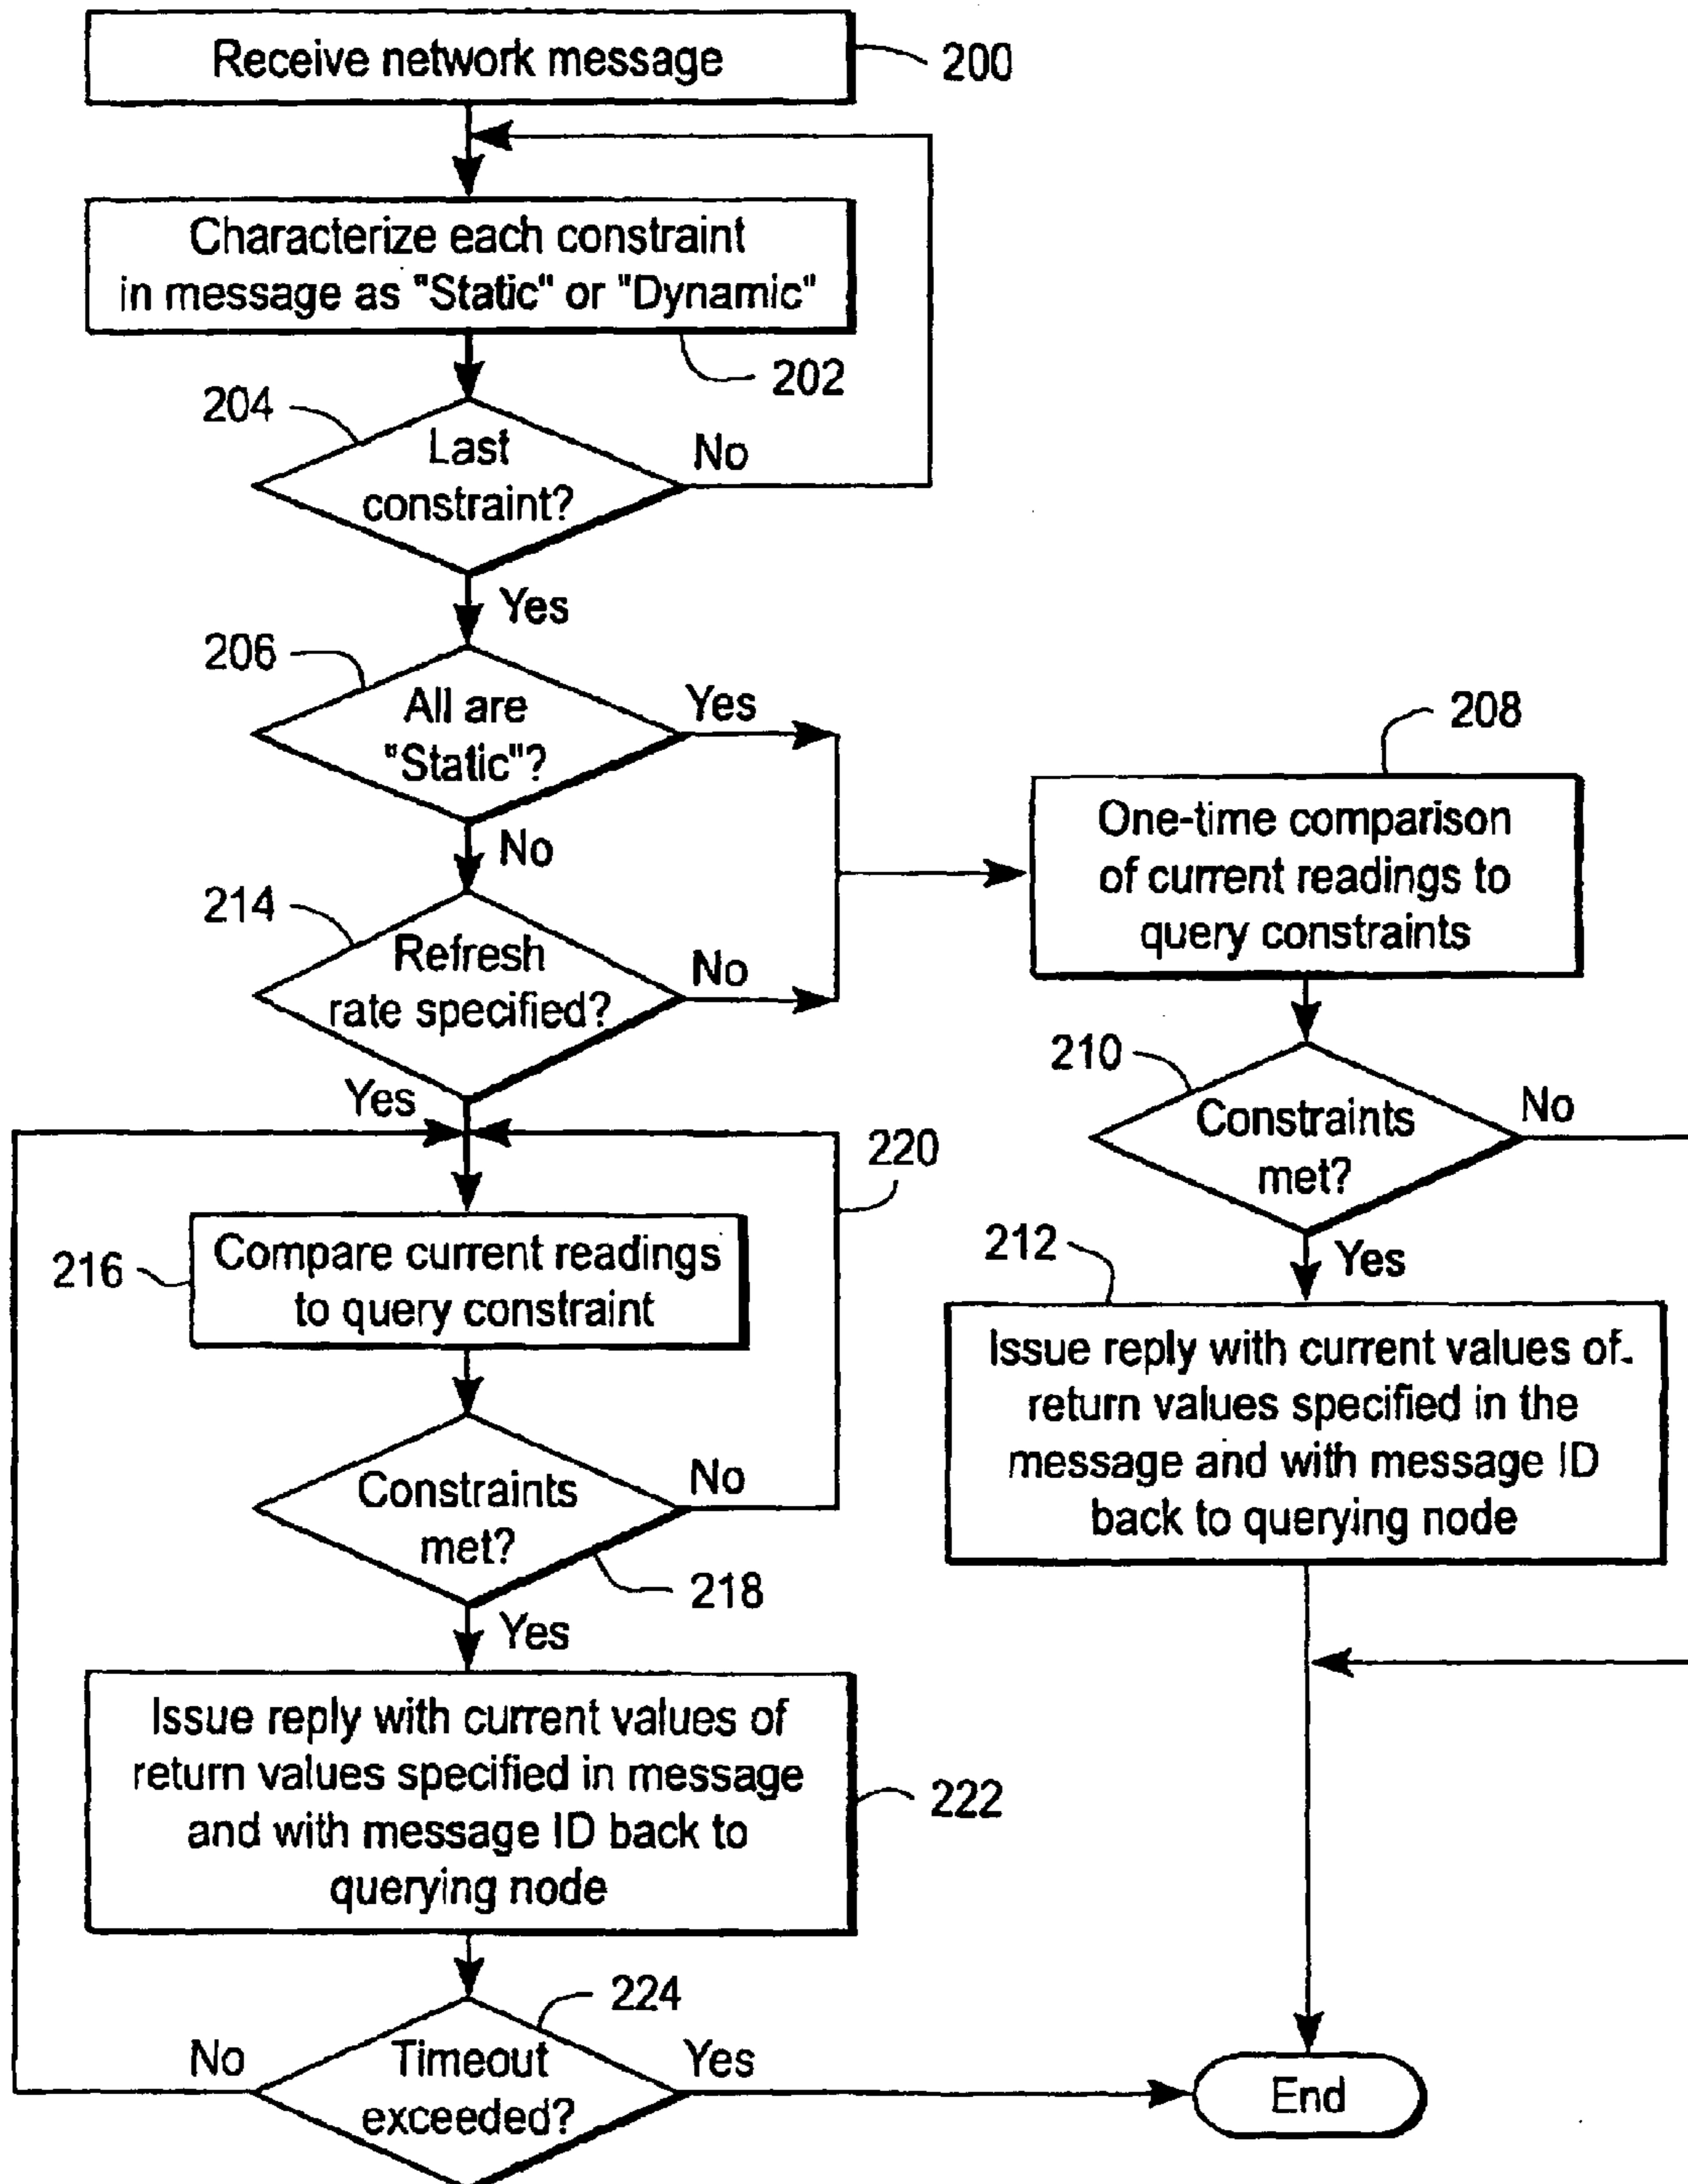 Receive network message
200
Characterize each constraint
in message as "Static" or "Dynamic"
202
204
Last
constraint?
No
Yes
206
All are
"Static"?
Yes
No
208
One-time comparison
of current readings to
query constraints
214
Refresh
rate specified?
No
Yes
210
Constraints
met?
No
Yes
220
216
Compare current readings
to query constraint
212
Issue reply with current values of
return values specified in the
message and with message ID
back to querying node
Constraints
met?
No
218
Yes
Issue reply with current values of
return values specified in message
and with message ID back to
querying node
222
224
Timeout
exceeded?
No
Yes
End